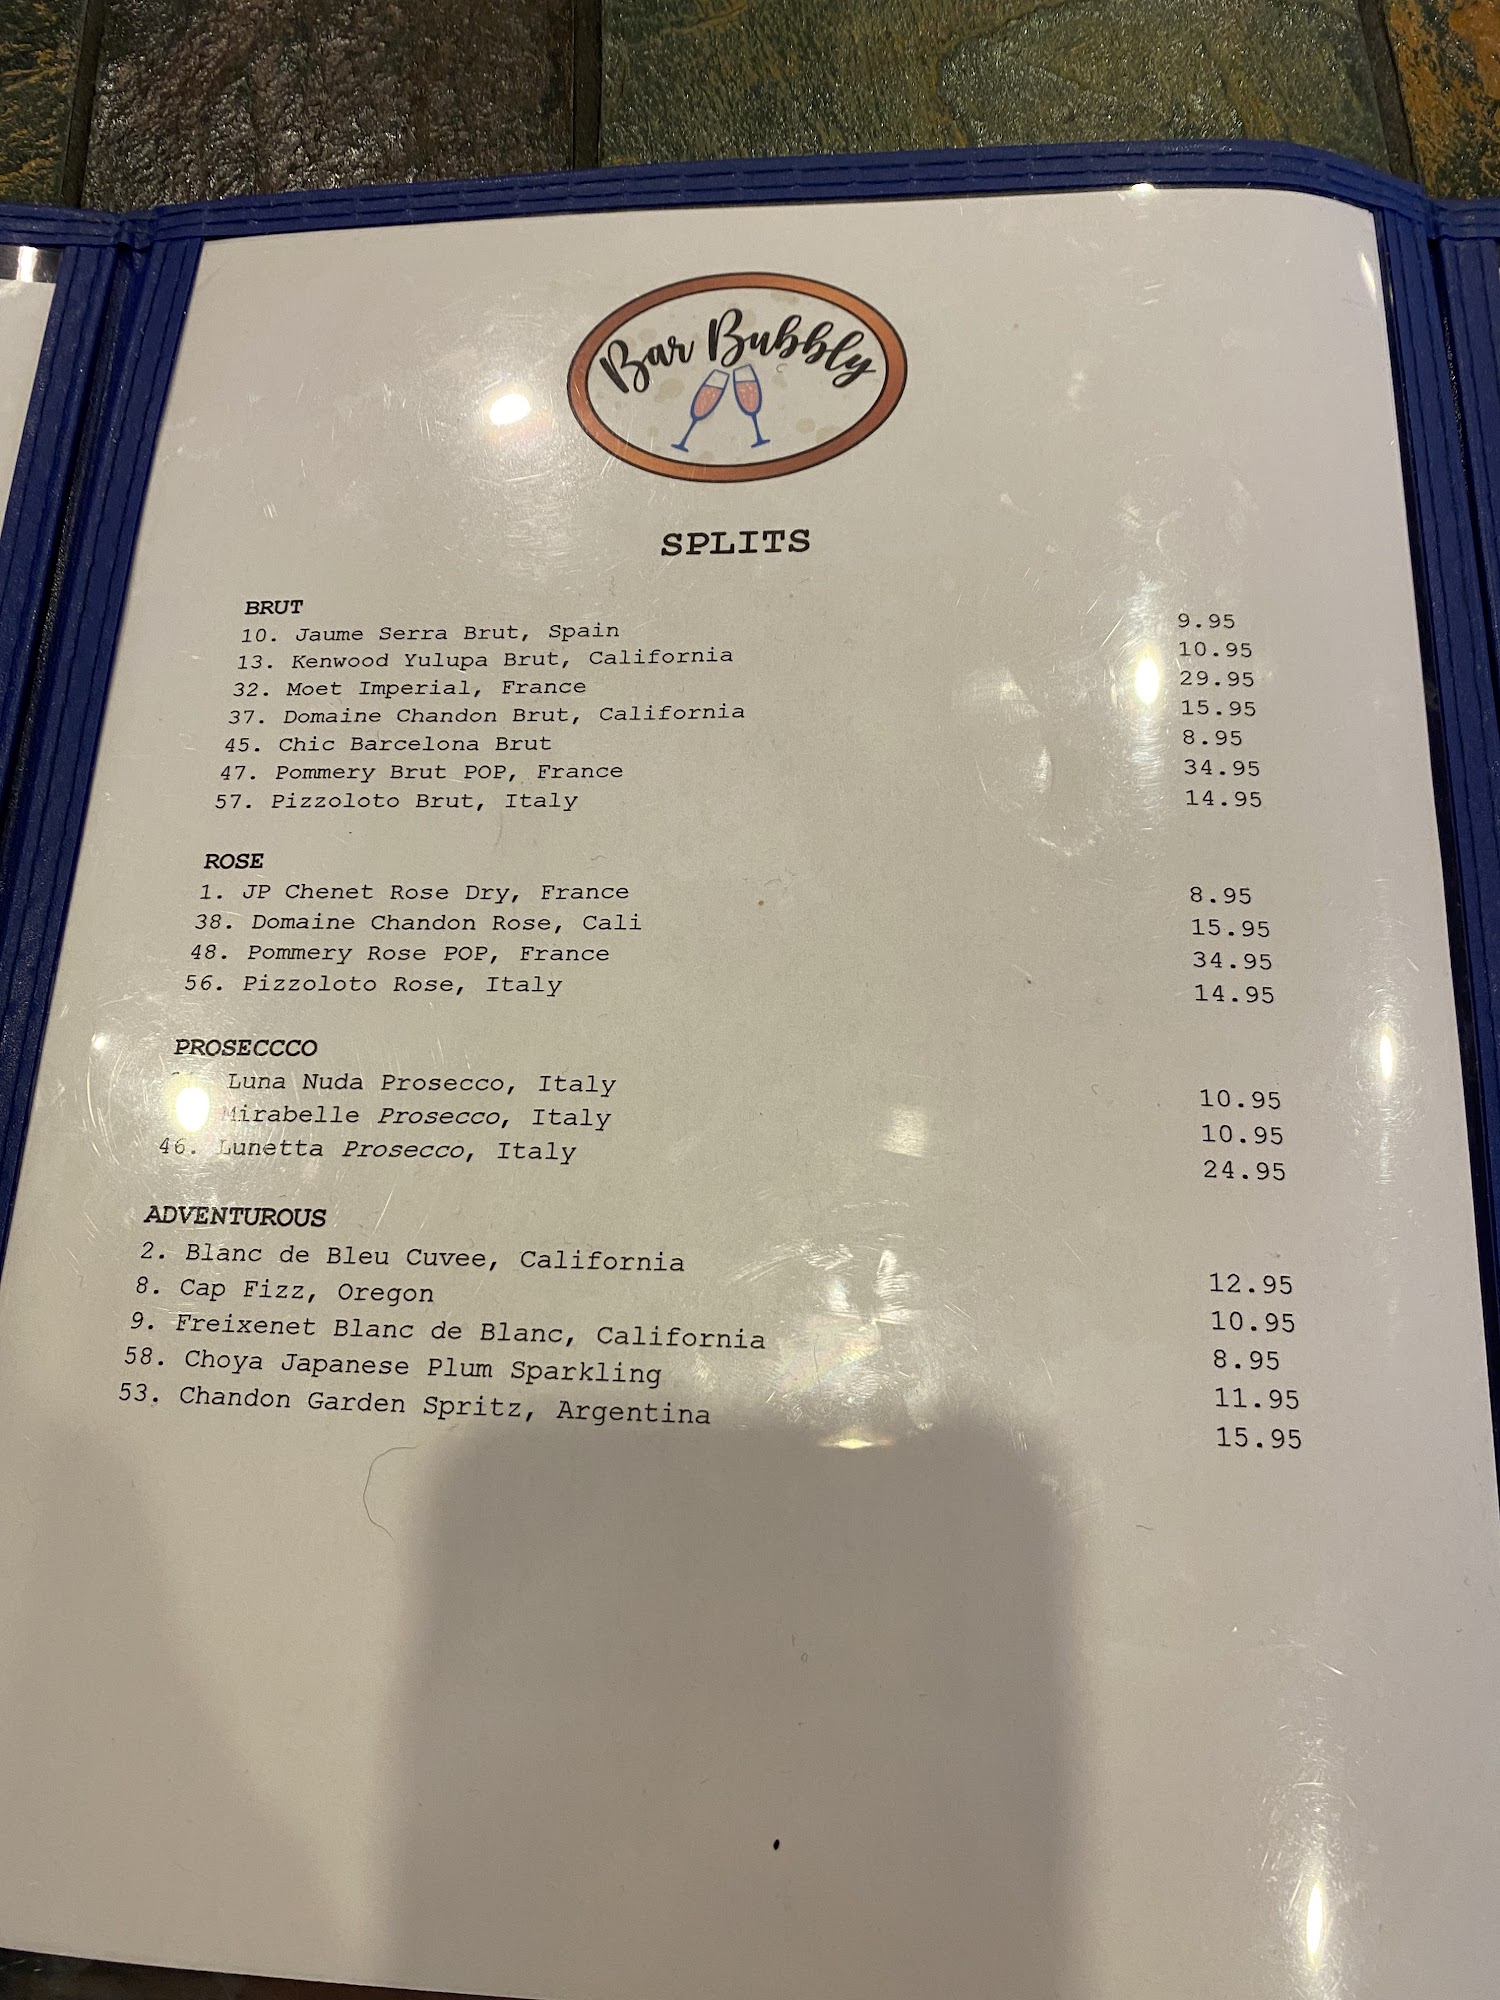 Bar Bubbly
SPLITS
BRUT
10. Jaume Serra Brut, Spain 9.95
13. Kenwood Yulupa Brut, California 10.95
32. Moet Imperial, France 29.95
37. Domaine Chandon Brut, California 15.95
45. Chic Barcelona Brut 8.95
47. Pommery Brut POP, France 34.95
57. Pizzoloto Brut, Italy 14.95
ROSE
1. JP Chenet Rose Dry, France 8.95
38. Domaine Chandon Rose, Cali 15.95
48. Pommery Rose POP, France 34.95
56. Pizzoloto Rose, Italy 14.95
PROSECCCO
Luna Nuda Prosecco, Italy 10.95
Mirabelle Prosecco, Italy 10.95
46. Lunetta Prosecco, Italy 24.95
ADVENTUROUS
2. Blanc de Bleu Cuvee, California 12.95
8. Cap Fizz, Oregon 10.95
9. Freixenet Blanc de Blanc, California 8.95
58. Choya Japanese Plum Sparkling 11.95
53. Chandon Garden Spritz, Argentina 15.95